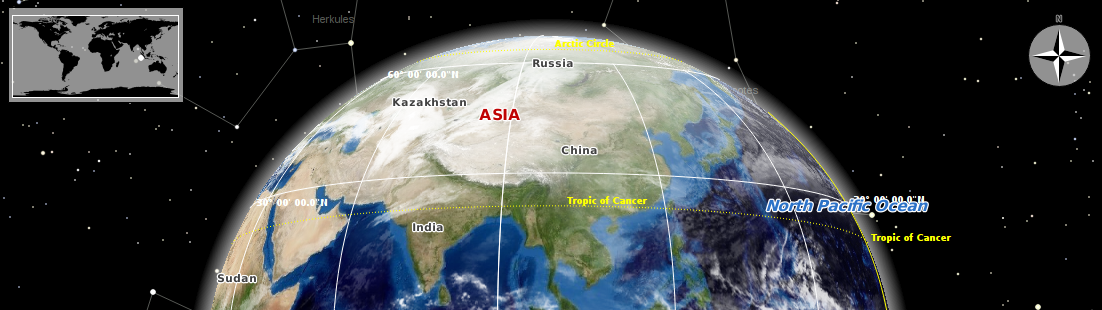 Herkules
N
Arctic Circle
Russia
60° 00' 00.0"N
Kazakhstan
ASIA
China
30° 00' 00.0"N
Tropic of Cancer
30° 00' 00.0"N
North Pacific Ocean
India
Tropic of Cancer
Sudan